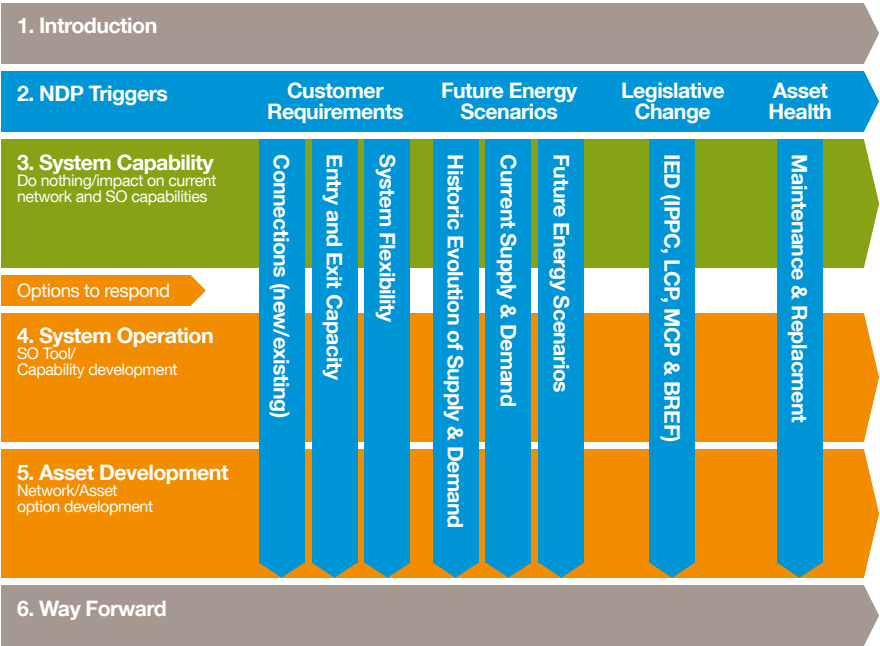 1. Introduction
2. NDP Triggers
Customer
Requirements
Future Energy
Scenarios
Legislative
Change
Asset
Health
3. System Capability
Do nothing/impact on current
network and SO capabilities
Connections (new/existing)
Entry and Exit Capacity
System Flexibility
Historic Evolution of Supply & Demand
Current Supply & Demand
Future Energy Scenarios
IED (IPPC, LCP, MCP & BREF)
Maintenance & Replacment
Options to respond
4. System Operation
SO Tool/
Capability development
5. Asset Development
Network/Asset
option development
6. Way Forward